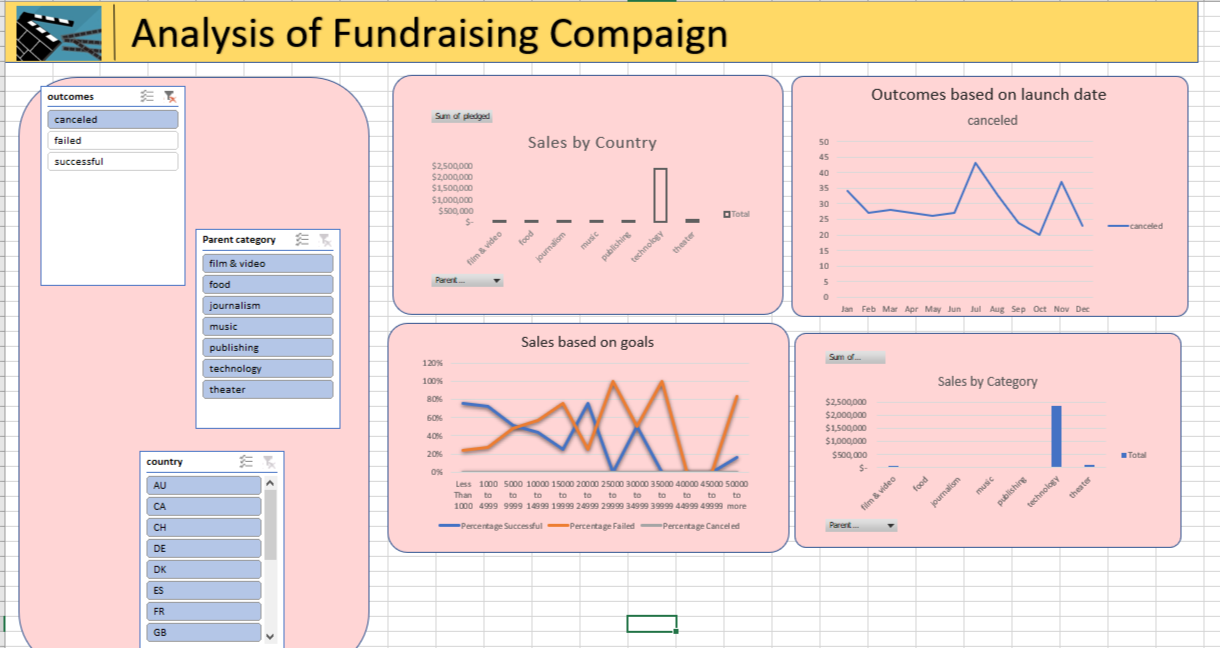 Analysis of Fundraising Compaign
outcomes
canceled
failed
successful
Parent category
film & video
food
journalism
music
publishing
technology
theater
country
AU
CA
CH
DE
DK
ES
FR
GB
Sum of pledged
Sales by Country
$2,500,000
$2,000,000
$1,500,000
$1,000,000
$500,000
$-
film & video
food
journalism
music
publishing
technology
theater
Total
Parent ...
Outcomes based on launch date
canceled
50
45
40
35
30
25
20
15
10
5
0
Jan Feb Mar Apr May Jun Jul Aug Sep Oct Nov Dec
canceled
Sales based on goals
120%
100%
80%
60%
40%
20%
0%
Less 1000 5000 10000 15000 20000 25000 30000 35000 40000 45000 50000
Than to to to to to to to to to to to
1000 4999 9999 14999 19999 24999 29999 34999 39999 44999 49999 more
Percentage Successful Percentage Failed Percentage Canceled
Sum of...
Sales by Category
$2,500,000
$2,000,000
$1,500,000
$1,000,000
$500,000
$-
film & video
food
journalism
music
publishing
technology
theater
Total
Parent ...